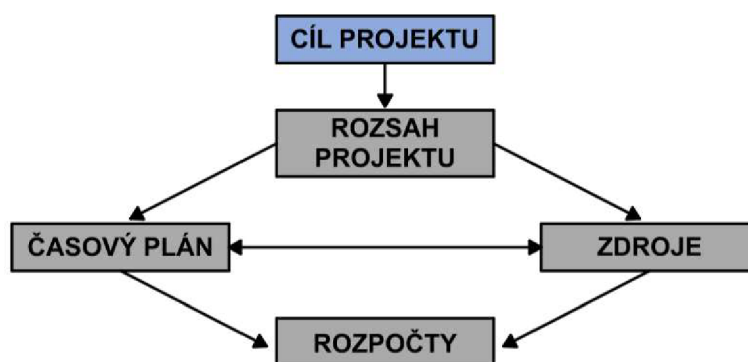 CÍL PROJEKTU
ROZSAH
PROJEKTU
ČASOVÝ PLÁN
ZDROJE
ROZPOČTY